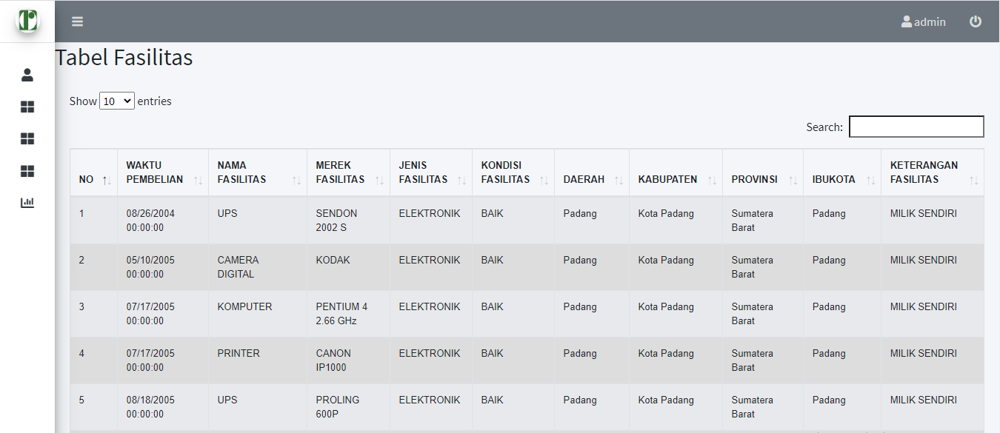 admin
Tabel Fasilitas
Show 10 entries
Search:
NO WAKTU PEMBELIAN NAMA FASILITAS MEREK FASILITAS JENIS FASILITAS KONDISI FASILITAS DAERAH KABUPATEN PROVINSI IBUKOTA KETERANGAN FASILITAS
1 08/26/2004 00:00:00 UPS SENDON 2002 S ELEKTRONIK BAIK Padang Kota Padang Sumatera Barat Padang MILIK SENDIRI
2 05/10/2005 00:00:00 CAMERA DIGITAL KODAK ELEKTRONIK BAIK Padang Kota Padang Sumatera Barat Padang MILIK SENDIRI
3 07/17/2005 00:00:00 KOMPUTER PENTIUM 4 2.66 GHz ELEKTRONIK BAIK Padang Kota Padang Sumatera Barat Padang MILIK SENDIRI
4 07/17/2005 00:00:00 PRINTER CANON IP1000 ELEKTRONIK BAIK Padang Kota Padang Sumatera Barat Padang MILIK SENDIRI
5 08/18/2005 00:00:00 UPS PROLING 600P ELEKTRONIK BAIK Padang Kota Padang Sumatera Barat Padang MILIK SENDIRI